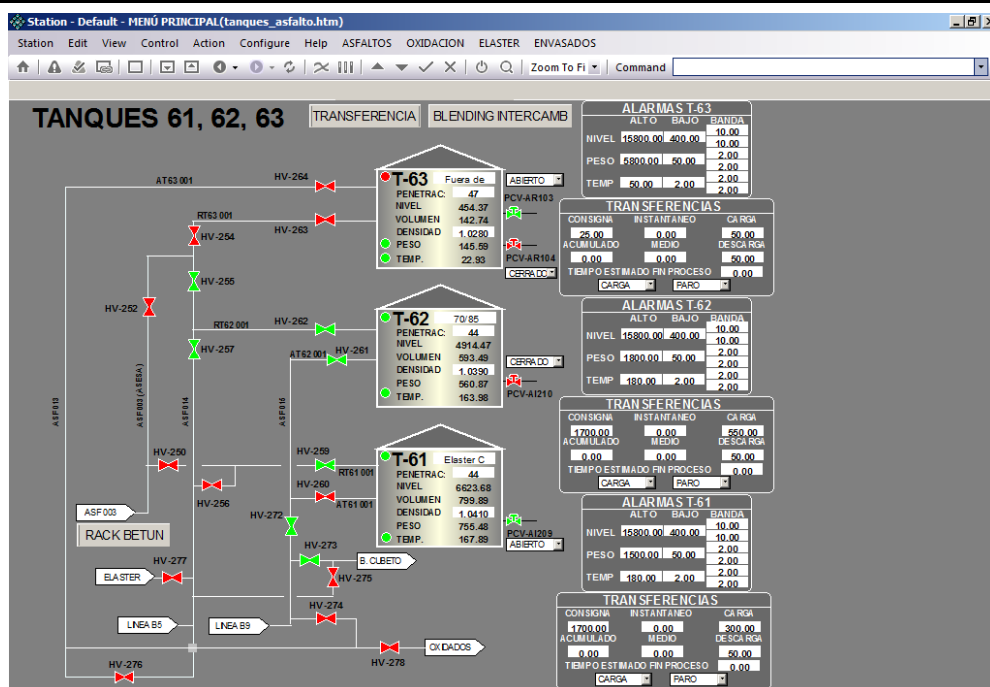 Station - Default - MENÚ PRINCIPAL(tanques_asfalto.htm)
Station Edit View Control Action Configure Help ASFALTOS OXIDACION ELASTER ENVASADOS
Zoom To Fi Command
TANQUES 61, 62, 63
TRANSFERENCIA
BLENDING INTERCAMB
AT63 001
HV-264
RT63 001
HV-254
HV-263
HV-255
HV-252
RT62 001
HV-262
HV-257
AT62 001
HV-261
ASF013
ASF003 (ASESA)
ASF014
ASF016
HV-250
HV-259
RT61 001
HV-260
AT61 001
HV-256
HV-272
ASF 003
RACK BETUN
HV-273
B. CUBETO
HV-277
HV-275
ELASTER
HV-274
LINEA B5
LINEA B9
OXIDADOS
HV-276
HV-278
T-63 Fuera de
PENETRAC: 47
NIVEL 454.37
VOLUMEN 142.74
DENSIDAD 1.0280
PESO 145.59
TEMP. 22.93
ABIERTO
PCV-AR103
PCV-AR104
CERRADO
T-62 70/85
PENETRAC: 44
NIVEL 4914.47
VOLUMEN 593.49
DENSIDAD 1.0390
PESO 560.87
TEMP. 163.98
CERRADO
PCV-AI210
T-61 Elaster C
PENETRAC: 44
NIVEL 6623.68
VOLUMEN 799.89
DENSIDAD 1.0410
PESO 755.48
TEMP. 167.89
PCV-AI209
ABIERTO
ALARMAS T-63
ALTO BAJO BANDA
NIVEL 15800.00 400.00 10.00
10.00
PESO 5800.00 50.00 2.00
2.00
TEMP 50.00 2.00 2.00
2.00
TRANSFERENCIAS
CONSIGNA INSTANTANEO CARGA
25.00 0.00 50.00
ACUMULADO MEDIO DESCARGA
0.00 0.00 50.00
TIEMPO ESTIMADO FIN PROCESO 0.00
CARGA PARO
ALARMAS T-62
ALTO BAJO BANDA
NIVEL 15800.00 400.00 10.00
10.00
PESO 1800.00 50.00 2.00
2.00
TEMP 180.00 2.00 2.00
2.00
TRANSFERENCIAS
CONSIGNA INSTANTANEO CARGA
1700.00 0.00 550.00
ACUMULADO MEDIO DESCARGA
0.00 0.00 50.00
TIEMPO ESTIMADO FIN PROCESO 0.00
CARGA PARO
ALARMAS T-61
ALTO BAJO BANDA
NIVEL 15800.00 400.00 10.00
10.00
PESO 1500.00 50.00 2.00
2.00
TEMP 180.00 2.00 2.00
2.00
TRANSFERENCIAS
CONSIGNA INSTANTANEO CARGA
1700.00 0.00 300.00
ACUMULADO MEDIO DESCARGA
0.00 0.00 50.00
TIEMPO ESTIMADO FIN PROCESO 0.00
CARGA PARO